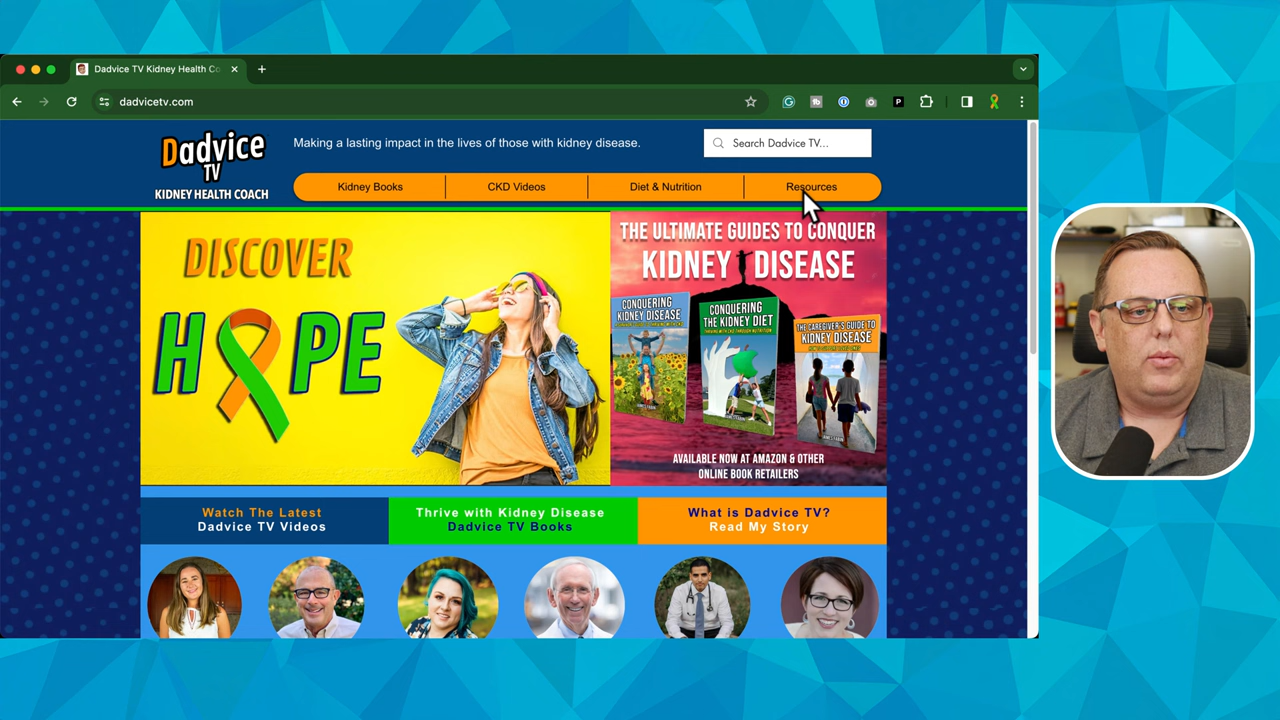 Dadvice TV Kidney Health Co
dadvicetv.com
Dadvice
TV
KIDNEY HEALTH COACH
Making a lasting impact in the lives of those with kidney disease.
Search Dadvice TV...
Kidney Books
CKD Videos
Diet & Nutrition
Resources
DISCOVER
HOPE
THE ULTIMATE GUIDES TO CONQUER
KIDNEY DISEASE
CONQUERING
KIDNEY DISEASE
CONQUERING
THE KIDNEY DIET
THE CAREGIVER'S GUIDE TO
KIDNEY DISEASE
AVAILABLE NOW AT AMAZON & OTHER
ONLINE BOOK RETAILERS
Watch The Latest
Dadvice TV Videos
Thrive with Kidney Disease
Dadvice TV Books
What is Dadvice TV?
Read My Story